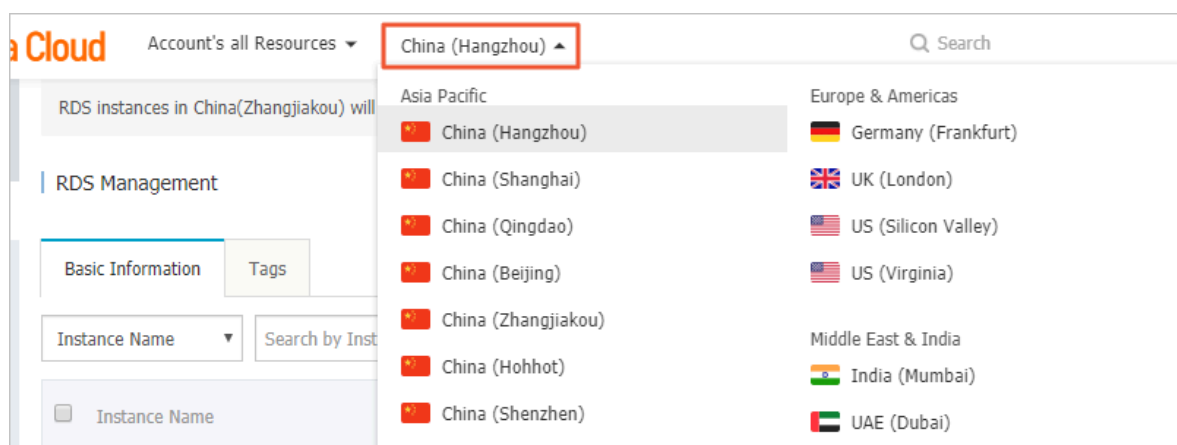 a Cloud
Account's all Resources
China (Hangzhou)
Search
RDS instances in China(Zhangjiakou) will
RDS Management
Basic Information
Tags
Instance Name
Search by Inst
Instance Name
Asia Pacific
China (Hangzhou)
China (Shanghai)
China (Qingdao)
China (Beijing)
China (Zhangjiakou)
China (Hohhot)
China (Shenzhen)
Europe & Americas
Germany (Frankfurt)
UK (London)
US (Silicon Valley)
US (Virginia)
Middle East & India
India (Mumbai)
UAE (Dubai)